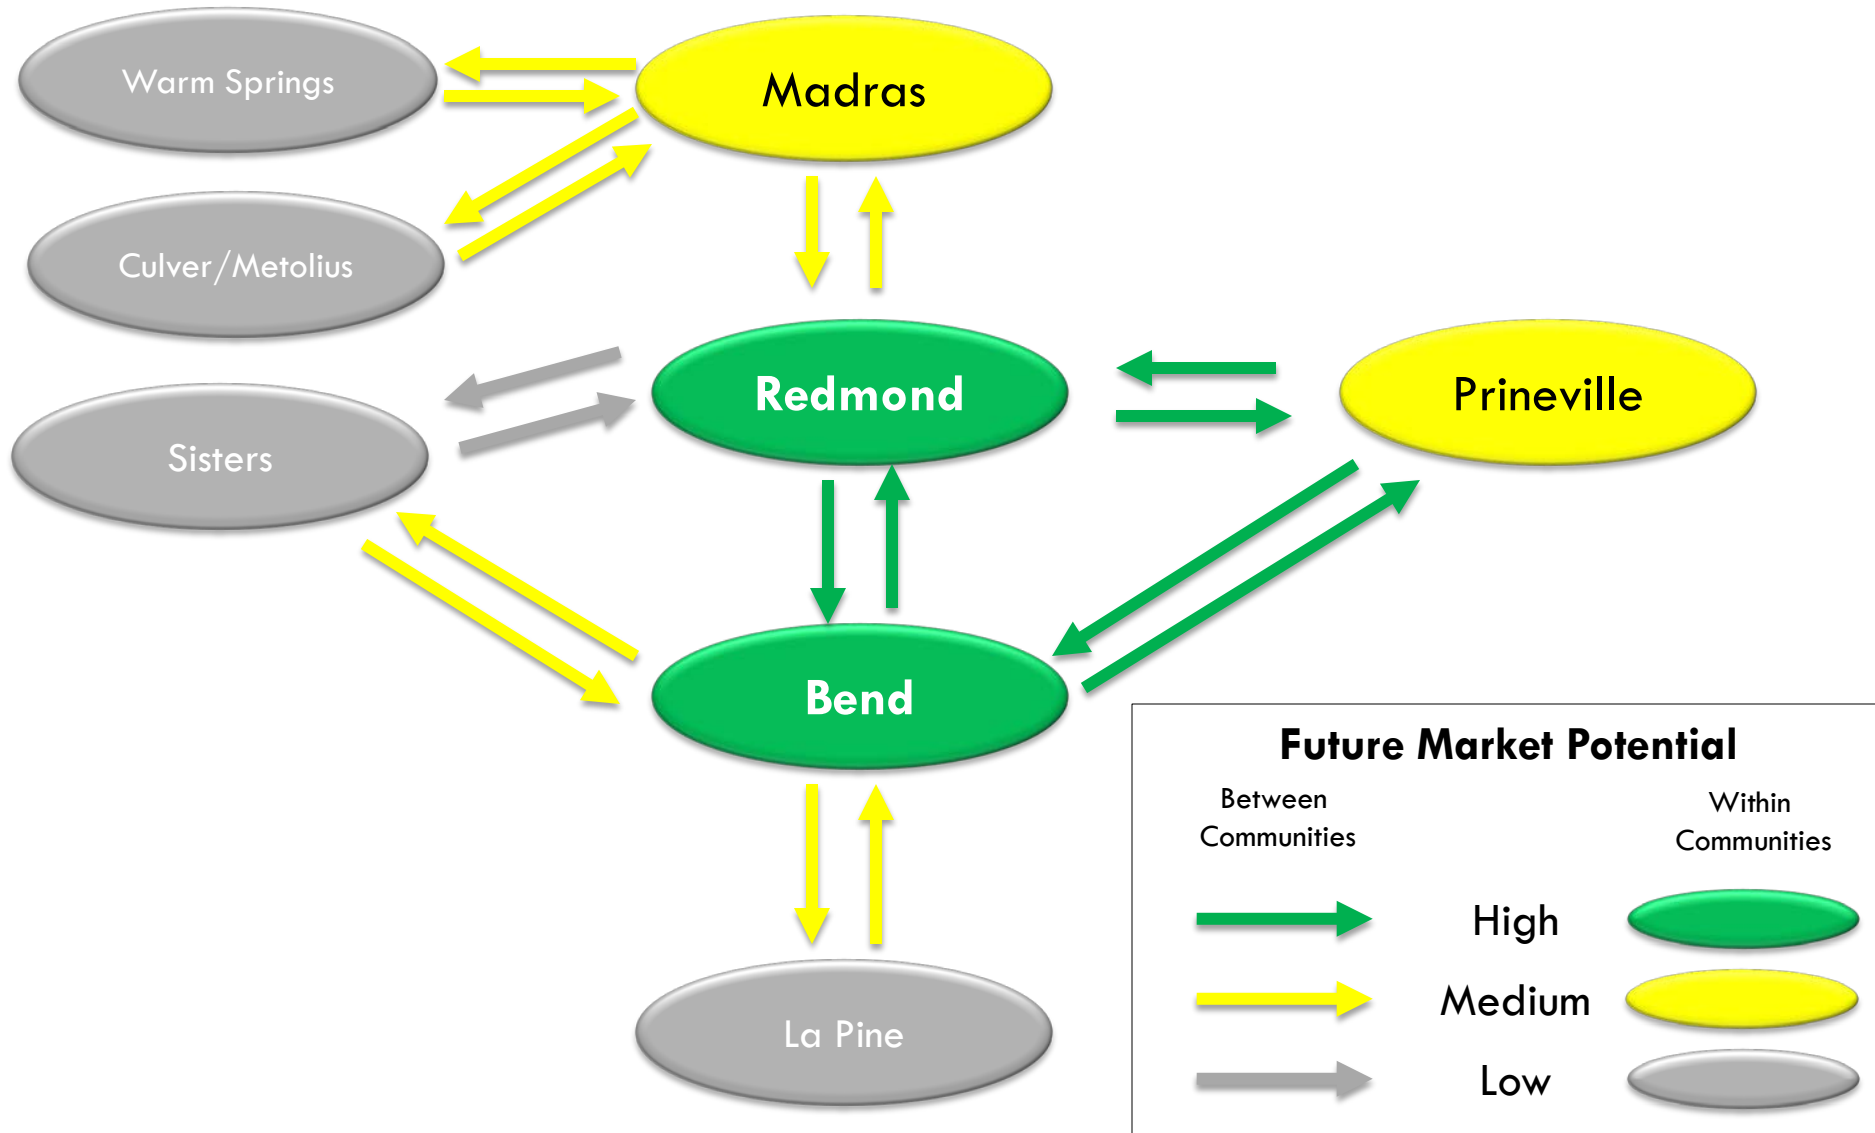 Warm Springs
Madras
Culver/Metolius
Redmond
Prineville
Sisters
Bend
La Pine
Future Market Potential
Between
Communities
Within
Communities
High
Medium
Low